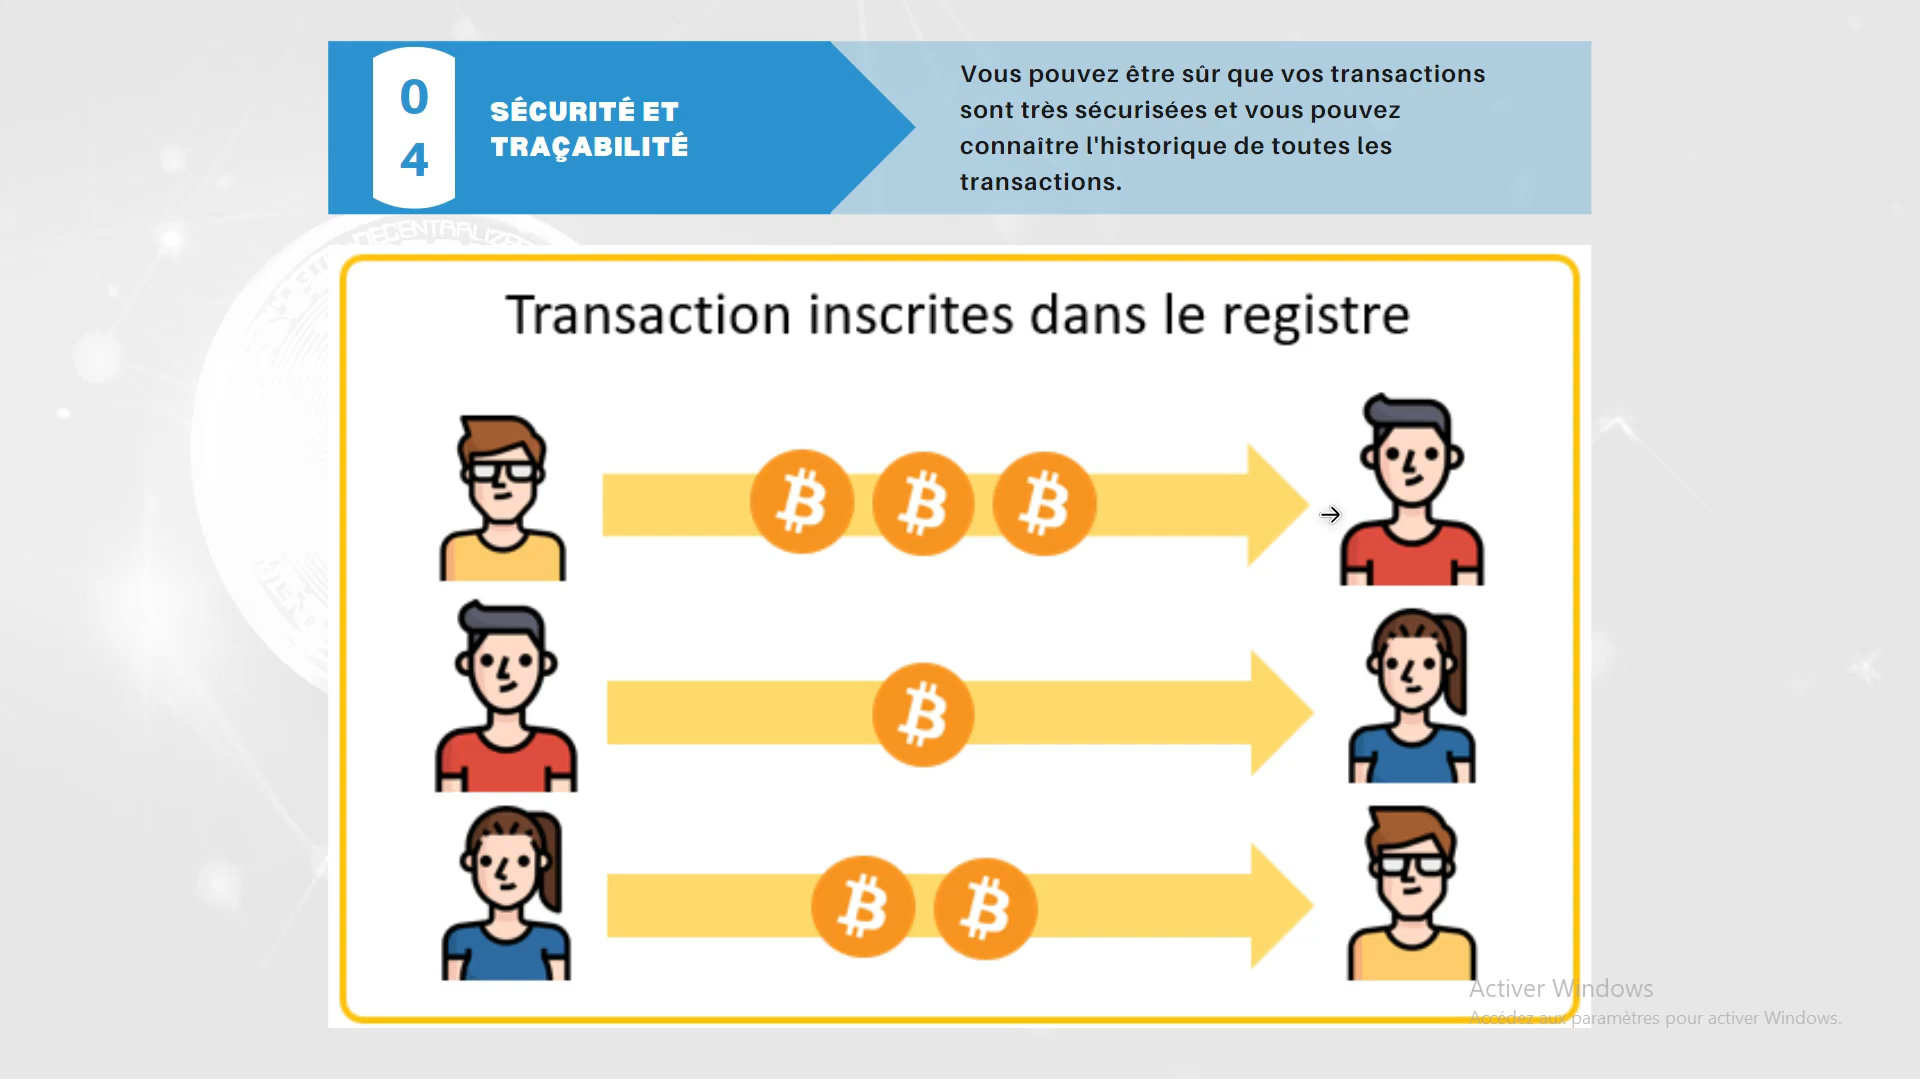 0
4
SÉCURITÉ ET
TRAÇABILITÉ
Vous pouvez être sûr que vos transactions
sont très sécurisées et vous pouvez
connaître l'historique de toutes les
transactions.
DECENTRALIZED
Transaction inscrites dans le registre
Activer Windows
Accédez aux paramètres pour activer Windows.